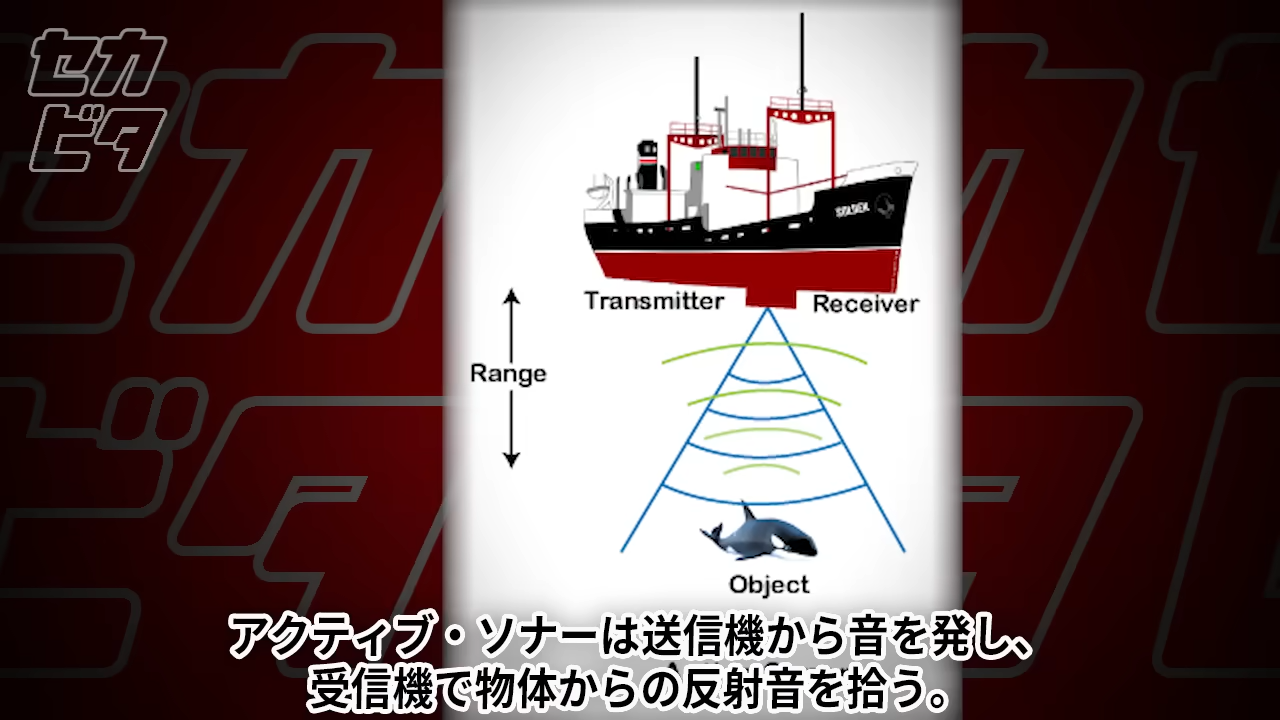 セカ
ビタ
GOLDEN
Transmitter
Receiver
Range
Object
アクティブ・ソナーは送信機から音を発し、
受信機で物体からの反射音を拾う。